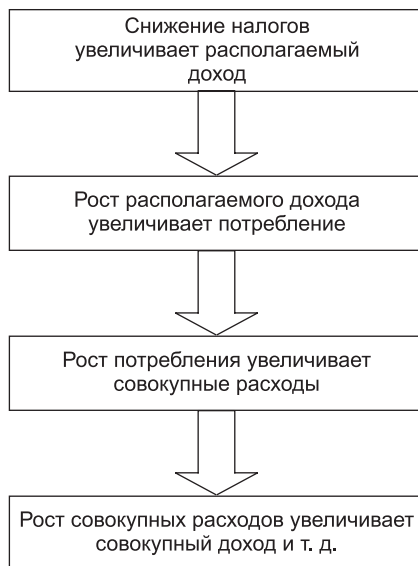 Снижение налогов
увеличивает располагаемый
доход
Рост располагаемого дохода
увеличивает потребление
Рост потребления увеличивает
совокупные расходы
Рост совокупных расходов увеличивает
совокупный доход и т. д.